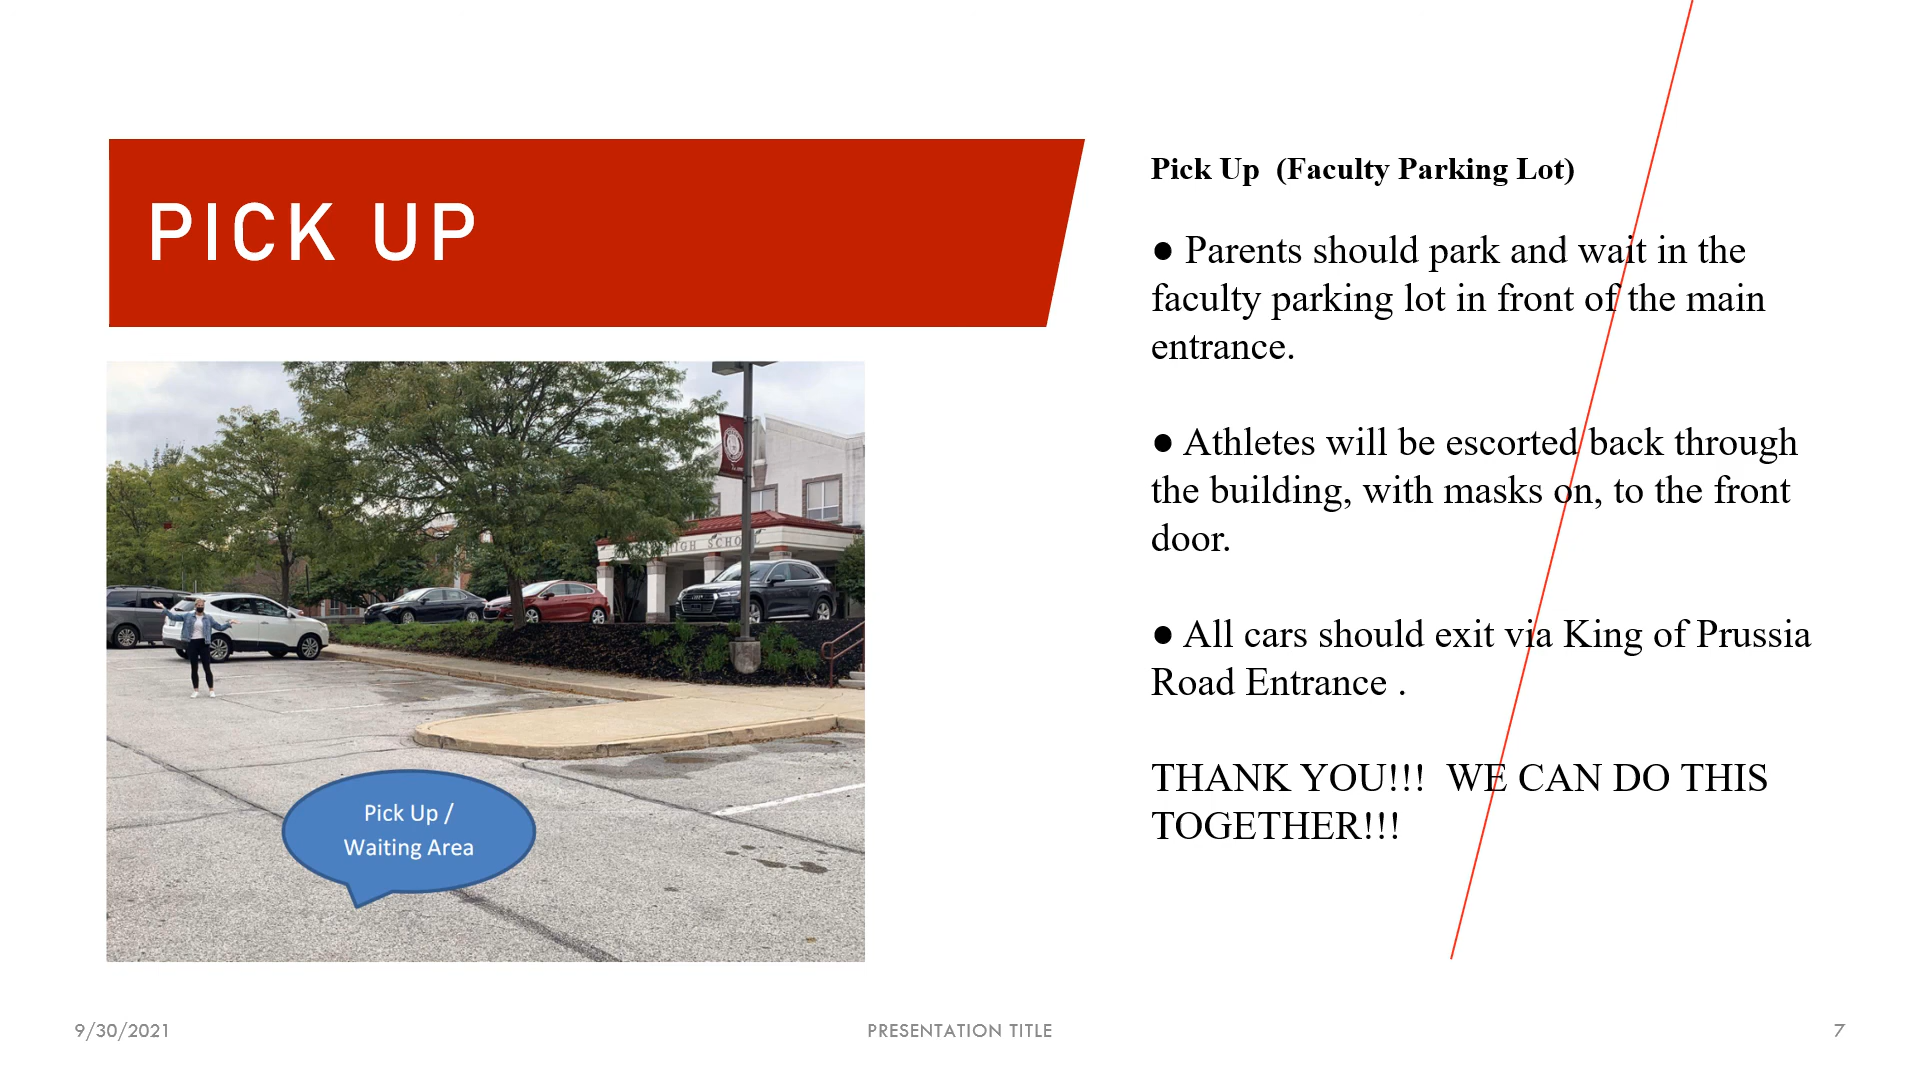 PICK UP
Pick Up (Faculty Parking Lot)
● Parents should park and wait in the
faculty parking lot in front of the main
entrance.
● Athletes will be escorted back through
the building, with masks on, to the front
door.
● All cars should exit via King of Prussia
Road Entrance .
THANK YOU!!! WE CAN DO THIS
TOGETHER!!!
Pick Up /
Waiting Area
9/30/2021
PRESENTATION TITLE
7